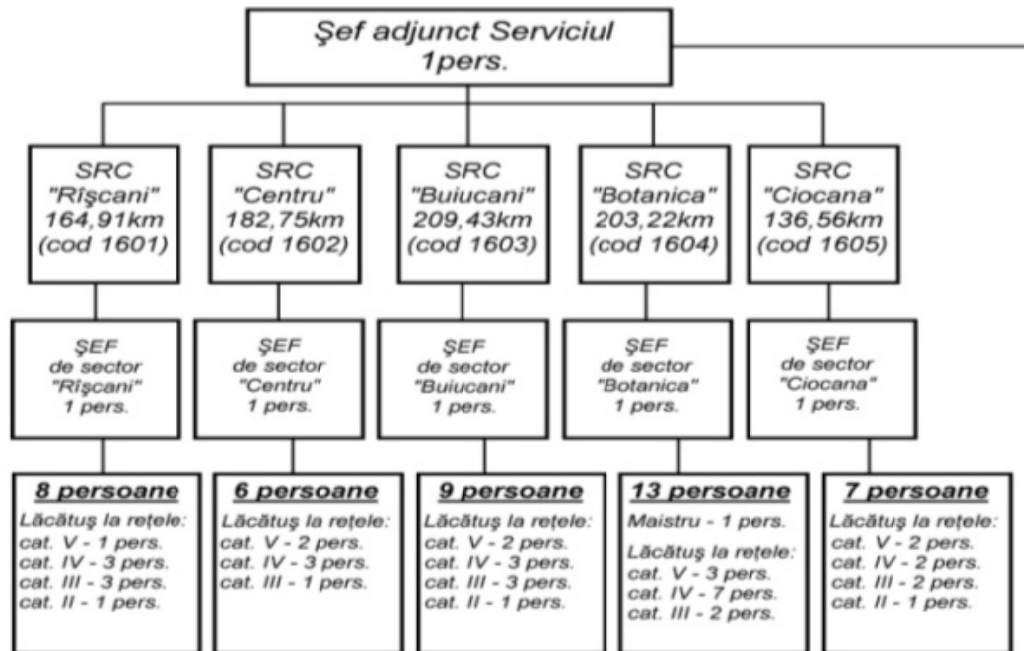 Şef adjunct Serviciul
1pers.
SRC
"Rîşcani"
164,91km
(cod 1601)
SRC
"Centru"
182,75km
(cod 1602)
SRC
"Buiucani"
209,43km
(cod 1603)
SRC
"Botanica"
203,22km
(cod 1604)
SRC
"Ciocana"
136,56km
(cod 1605)
ŞEF
de sector
"Rîşcani"
1 pers.
ŞEF
de sector
"Centru"
1 pers.
ŞEF
de sector
"Buiucani"
1 pers.
ŞEF
de sector
"Botanica"
1 pers.
ŞEF
de sector
"Ciocana"
1 pers.
8 persoane
Lăcătuş la reţele:
cat. V - 1 pers.
cat. IV - 3 pers.
cat. III - 3 pers.
cat. II - 1 pers.
6 persoane
Lăcătuş la reţele:
cat. V - 2 pers.
cat. IV - 3 pers.
cat. III - 1 pers.
9 persoane
Lăcătuş la reţele:
cat. V - 2 pers.
cat. IV - 3 pers.
cat. III - 3 pers.
cat. II - 1 pers.
13 persoane
Maistru - 1 pers.
Lăcătuş la reţele:
cat. V - 3 pers.
cat. IV - 7 pers.
cat. III - 2 pers.
7 persoane
Lăcătuş la reţele:
cat. V - 2 pers.
cat. IV - 2 pers.
cat. III - 2 pers.
cat. II - 1 pers.